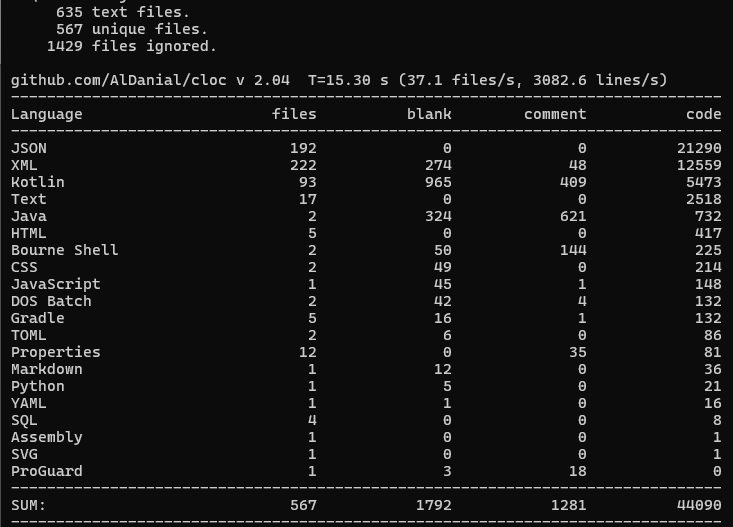 635 text files.
567 unique files.
1429 files ignored.
github.com/AlDanial/cloc v 2.04 T=15.30 s (37.1 files/s, 3082.6 lines/s)
Language files blank comment code
JSON 192 0 0 21290
XML 222 274 48 12559
Kotlin 93 965 409 5473
Text 17 0 0 2518
Java 2 324 621 732
HTML 5 0 0 417
Bourne Shell 2 50 144 225
CSS 2 49 0 214
JavaScript 1 45 1 148
DOS Batch 2 42 4 132
Gradle 5 16 1 132
TOML 2 6 0 86
Properties 12 0 35 81
Markdown 1 12 0 36
Python 1 5 0 21
YAML 1 1 0 16
SQL 4 0 0 8
Assembly 1 0 0 1
SVG 1 0 0 1
ProGuard 1 3 18 0
SUM: 567 1792 1281 44090